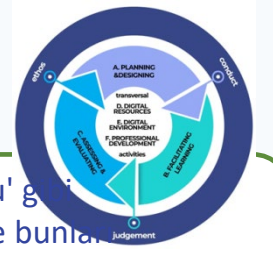 ethos
conduct
A. PLANNING
&DESIGNING
transversal
D. DIGITAL
RESOURCES
E. DIGITAL
ENVIRONMENT
F. PROFESSIONAL
DEVELOPMENT
activities
C. ASSESSING &
EVALUATING
B. FACILITATING
LEARNING
judgement